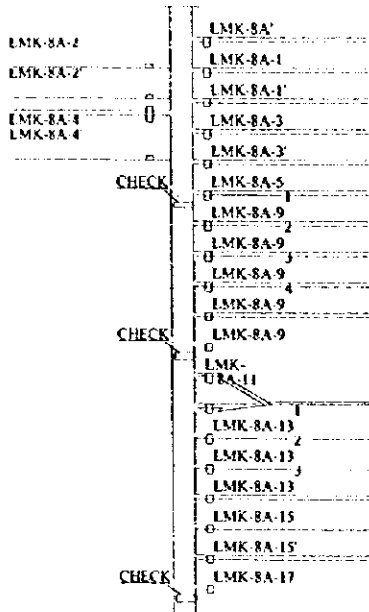 LMK-8A-2
LMK-8A-2'
LMK-8A-4
LMK-8A-4
CHECK
CHECK
CHECK
LMK-8A'
LMK-8A-1
LMK-8A-1'
LMK-8A-3
LMK-8A-3'
LMK-8A-5
1
LMK-8A-9
2
LMK-8A-9
3
LMK-8A-9
4
LMK-8A-9
LMK-8A-9
LMK-
8A-11
1
LMK-8A-13
2
LMK-8A-13
3
LMK-8A-13
LMK-8A-15
LMK-8A-15'
LMK-8A-17